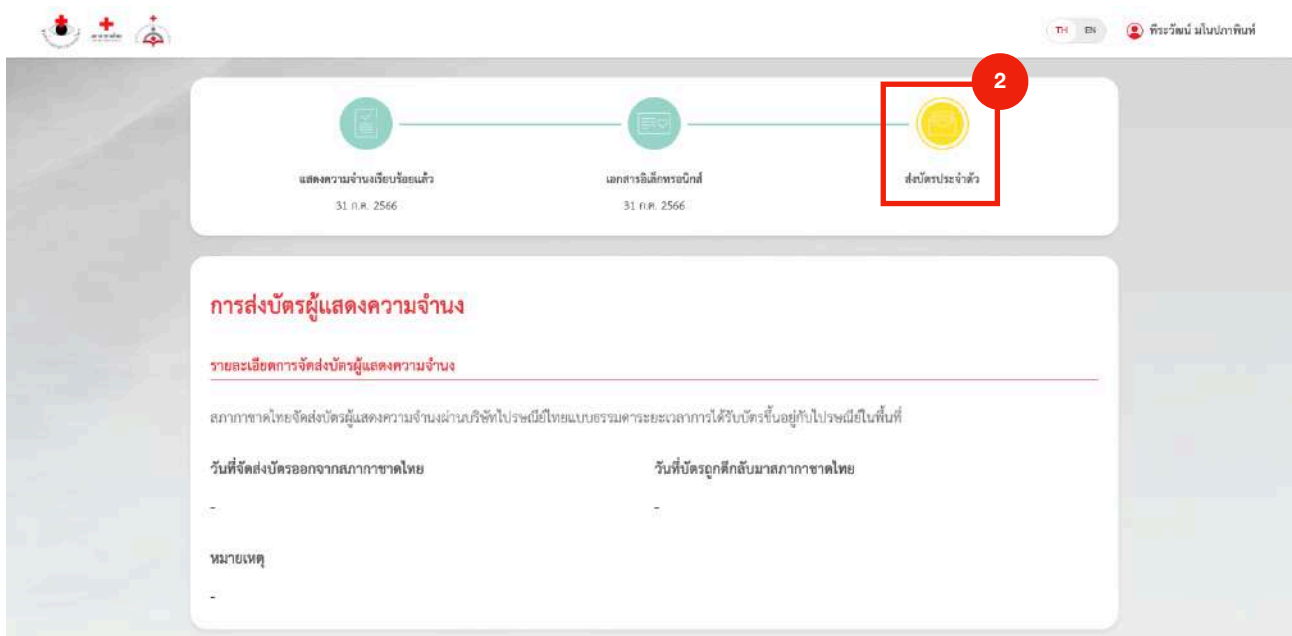 TH EN พีระวัฒน์ มโนปภาพินท์
2
แสดงความจำนงเรียบร้อยแล้ว เอกสารอิเล็กทรอนิกส์ ส่งบัตรประจำตัว
31 ก.ค. 2566 31 ก.ค. 2566
การส่งบัตรผู้แสดงความจำนง
รายละเอียดการจัดส่งบัตรผู้แสดงความจำนง
สภากาชาดไทยจัดส่งบัตรผู้แสดงความจำนงผ่านบริษัทไปรษณีย์ไทยแบบธรรมดาระยะเวลาการได้รับบัตรขึ้นอยู่กับไปรษณีย์ในพื้นที่
วันที่จัดส่งบัตรออกจากสภากาชาดไทย วันที่บัตรถูกตีกลับมาสภากาชาดไทย
- -
หมายเหตุ
-